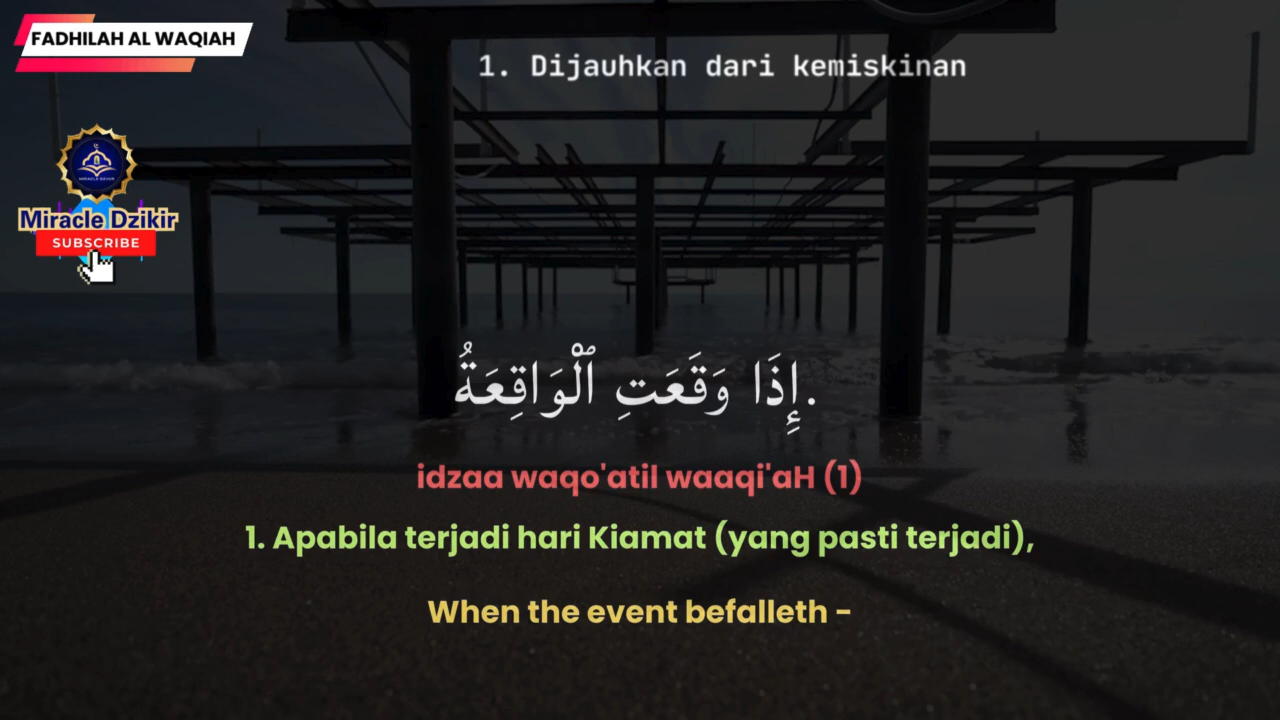 FADHILAH AL WAQIAH
1. Dijauhkan dari kemiskinan
Miracle Dzikir
SUBSCRIBE
إِذَا وَقَعَتِ ٱلْوَاقِعَةُ.
idzaa waqo'atil waaqi'aH (1)
1. Apabila terjadi hari Kiamat (yang pasti terjadi),
When the event befalleth -